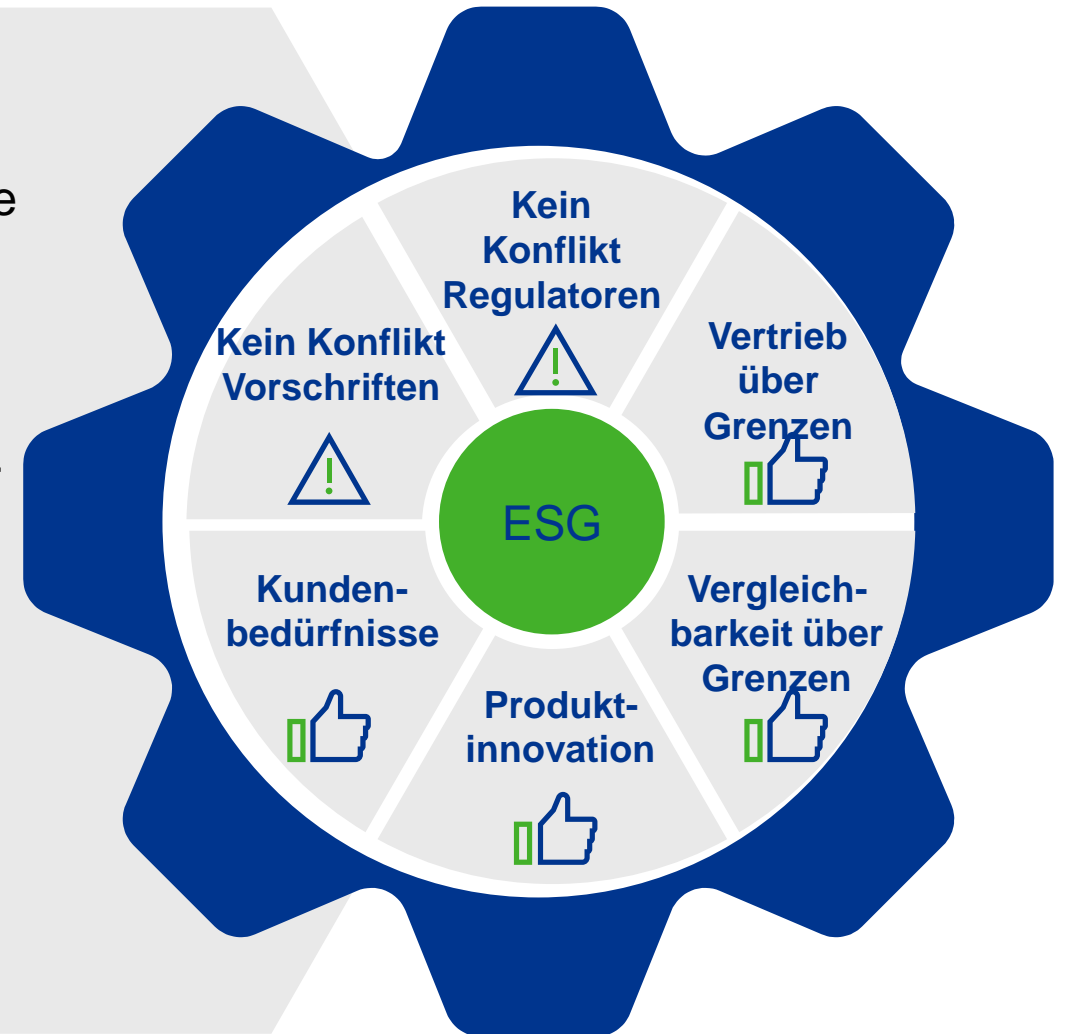 e
Kein
Konflikt
Regulatoren
Kein Konflikt
Vorschriften
Vertrieb
über
Grenzen
ESG
Kunden-
bedürfnisse
Vergleich-
barkeit über
Grenzen
Produkt-
innovation